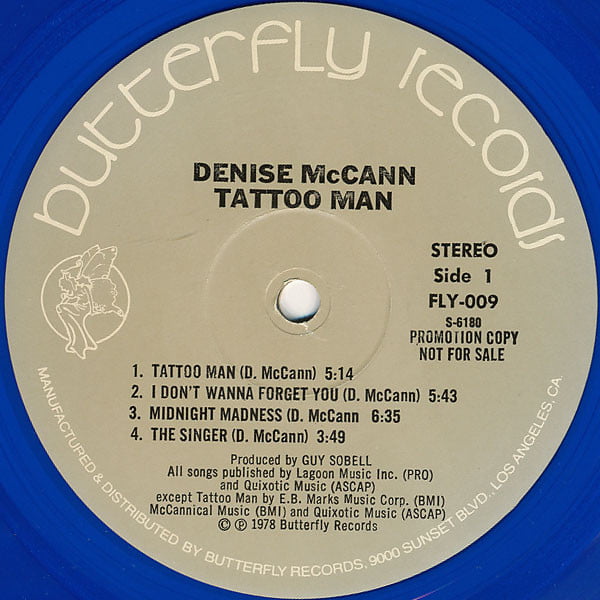 butterfly records
DENISE McCANN
TATTOO MAN
STEREO
Side 1
FLY-009
S-6180
PROMOTION COPY
NOT FOR SALE
1. TATTOO MAN (D. McCann) 5:14
2. I DON'T WANNA FORGET YOU (D. McCann) 5:43
3. MIDNIGHT MADNESS (D. McCann 6:35
4. THE SINGER (D. McCann) 3:49
Produced by GUY SOBELL
All songs published by Lagoon Music Inc. (PRO)
and Quixotic Music (ASCAP)
except Tattoo Man by E.B. Marks Music Corp. (BMI)
McCannical Music (BMI) and Quixotic Music (ASCAP)
© ℗ 1978 Butterfly Records
MANUFACTURED & DISTRIBUTED BY BUTTERFLY RECORDS, 9000 SUNSET BLVD., LOS ANGELES, CA.